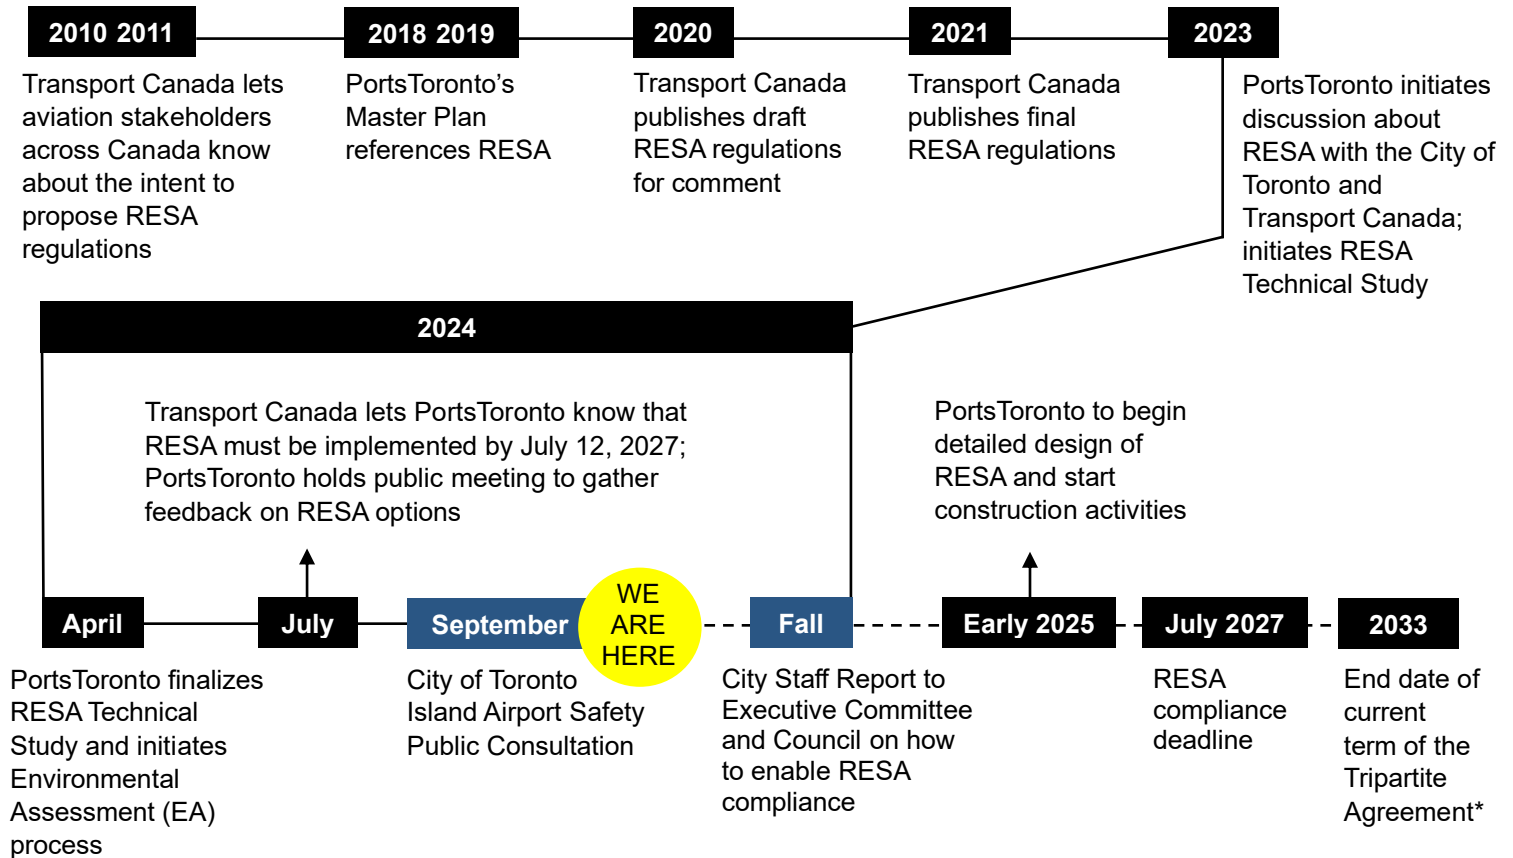 2010 2011
Transport Canada lets
aviation stakeholders
across Canada know
about the intent to
propose RESA
regulations
2018 2019
PortsToronto’s
Master Plan
references RESA
2020
Transport Canada
publishes draft
RESA regulations
for comment
2021
Transport Canada
publishes final
RESA regulations
2023
PortsToronto initiates
discussion about
RESA with the City of
Toronto and
Transport Canada;
initiates RESA
Technical Study
2024
Transport Canada lets PortsToronto know that
RESA must be implemented by July 12, 2027;
PortsToronto holds public meeting to gather
feedback on RESA options
PortsToronto to begin
detailed design of
RESA and start
construction activities
April
PortsToronto finalizes
RESA Technical
Study and initiates
Environmental
Assessment (EA)
process
July
September
City of Toronto
Island Airport Safety
Public Consultation
WE
ARE
HERE
Fall
City Staff Report to
Executive Committee
and Council on how
to enable RESA
compliance
Early 2025
July 2027
RESA
compliance
deadline
2033
End date of
current
term of the
Tripartite
Agreement*